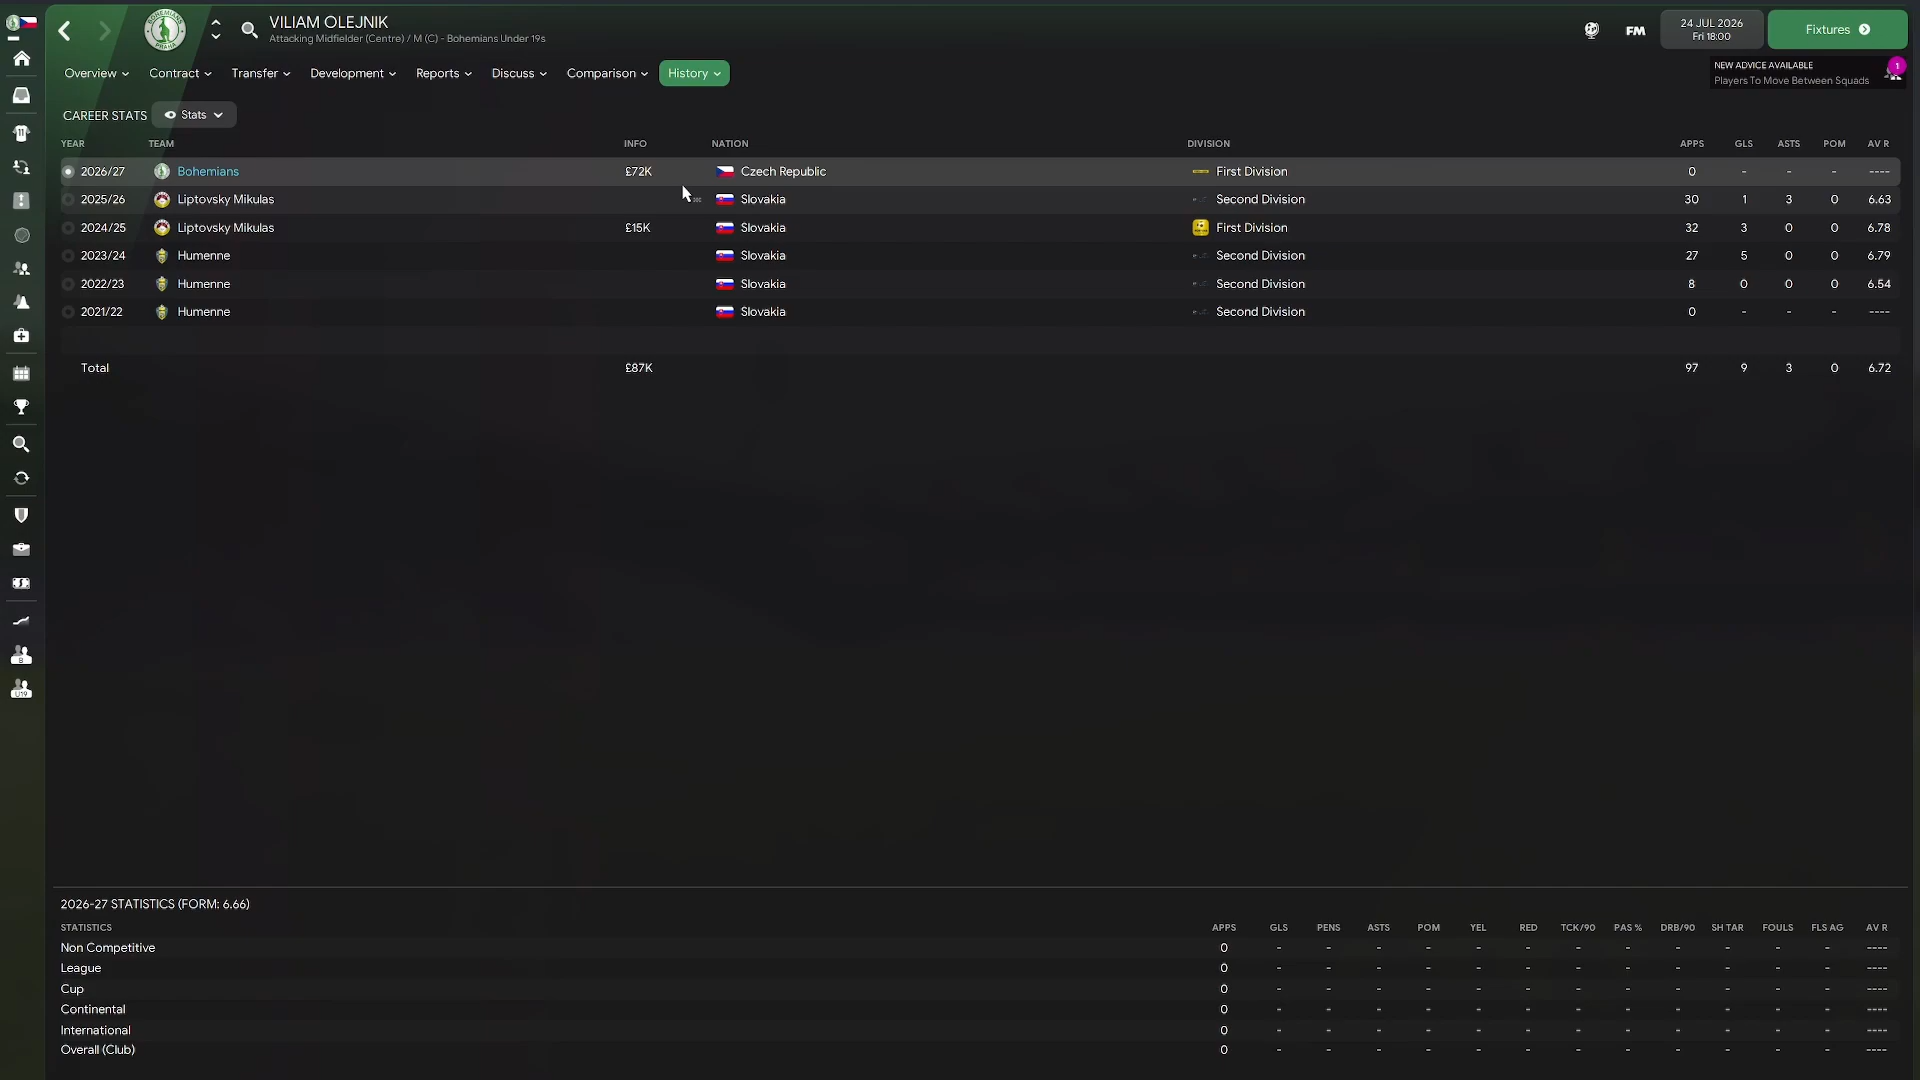 VILIAM OLEJNIK
Attacking Midfielder (Centre) / M (C) - Bohemians Under 19s
FM
24 JUL 2026
Fri 18:00
Fixtures
Overview Contract Transfer Development Reports Discuss Comparison History
NEW ADVICE AVAILABLE
Players To Move Between Squads
1
CAREER STATS Stats
YEAR TEAM INFO NATION DIVISION APPS GLS ASTS POM AV R
2026/27 Bohemians £72K Czech Republic First Division 0 - - - ----
2025/26 Liptovsky Mikulas Slovakia Second Division 30 1 3 0 6.63
2024/25 Liptovsky Mikulas £15K Slovakia First Division 32 3 0 0 6.78
2023/24 Humenne Slovakia Second Division 27 5 0 0 6.79
2022/23 Humenne Slovakia Second Division 8 0 0 0 6.54
2021/22 Humenne Slovakia Second Division 0 - - - ----
Total £87K 97 9 3 0 6.72
2026-27 STATISTICS (FORM: 6.66)
STATISTICS APPS GLS PENS ASTS POM YEL RED TCK/90 PAS % DRB/90 SH TAR FOULS FLS AG AV R
Non Competitive 0 - - - - - - - - - - - - ----
League 0 - - - - - - - - - - - - ----
Cup 0 - - - - - - - - - - - - ----
Continental 0 - - - - - - - - - - - - ----
International 0 - - - - - - - - - - - - ----
Overall (Club) 0 - - - - - - - - - - - - ----
11
B
U19